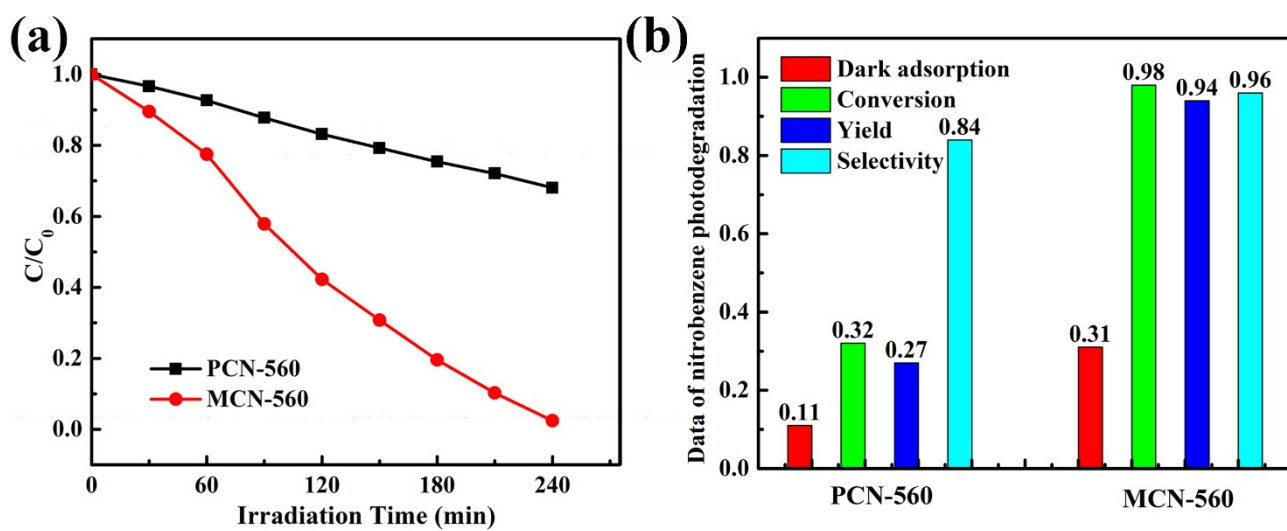 (a)
C/C0
1.0
0.8
0.6
0.4
0.2
0.0
PCN-560
MCN-560
0 60 120 180 240
Irradiation Time (min)
(b)
Data of nitrobenzene photodegradation
1.0
0.8
0.6
0.4
0.2
0.0
Dark adsorption
Conversion
Yield
Selectivity
0.11
0.32
0.27
0.84
0.31
0.98
0.94
0.96
PCN-560 MCN-560